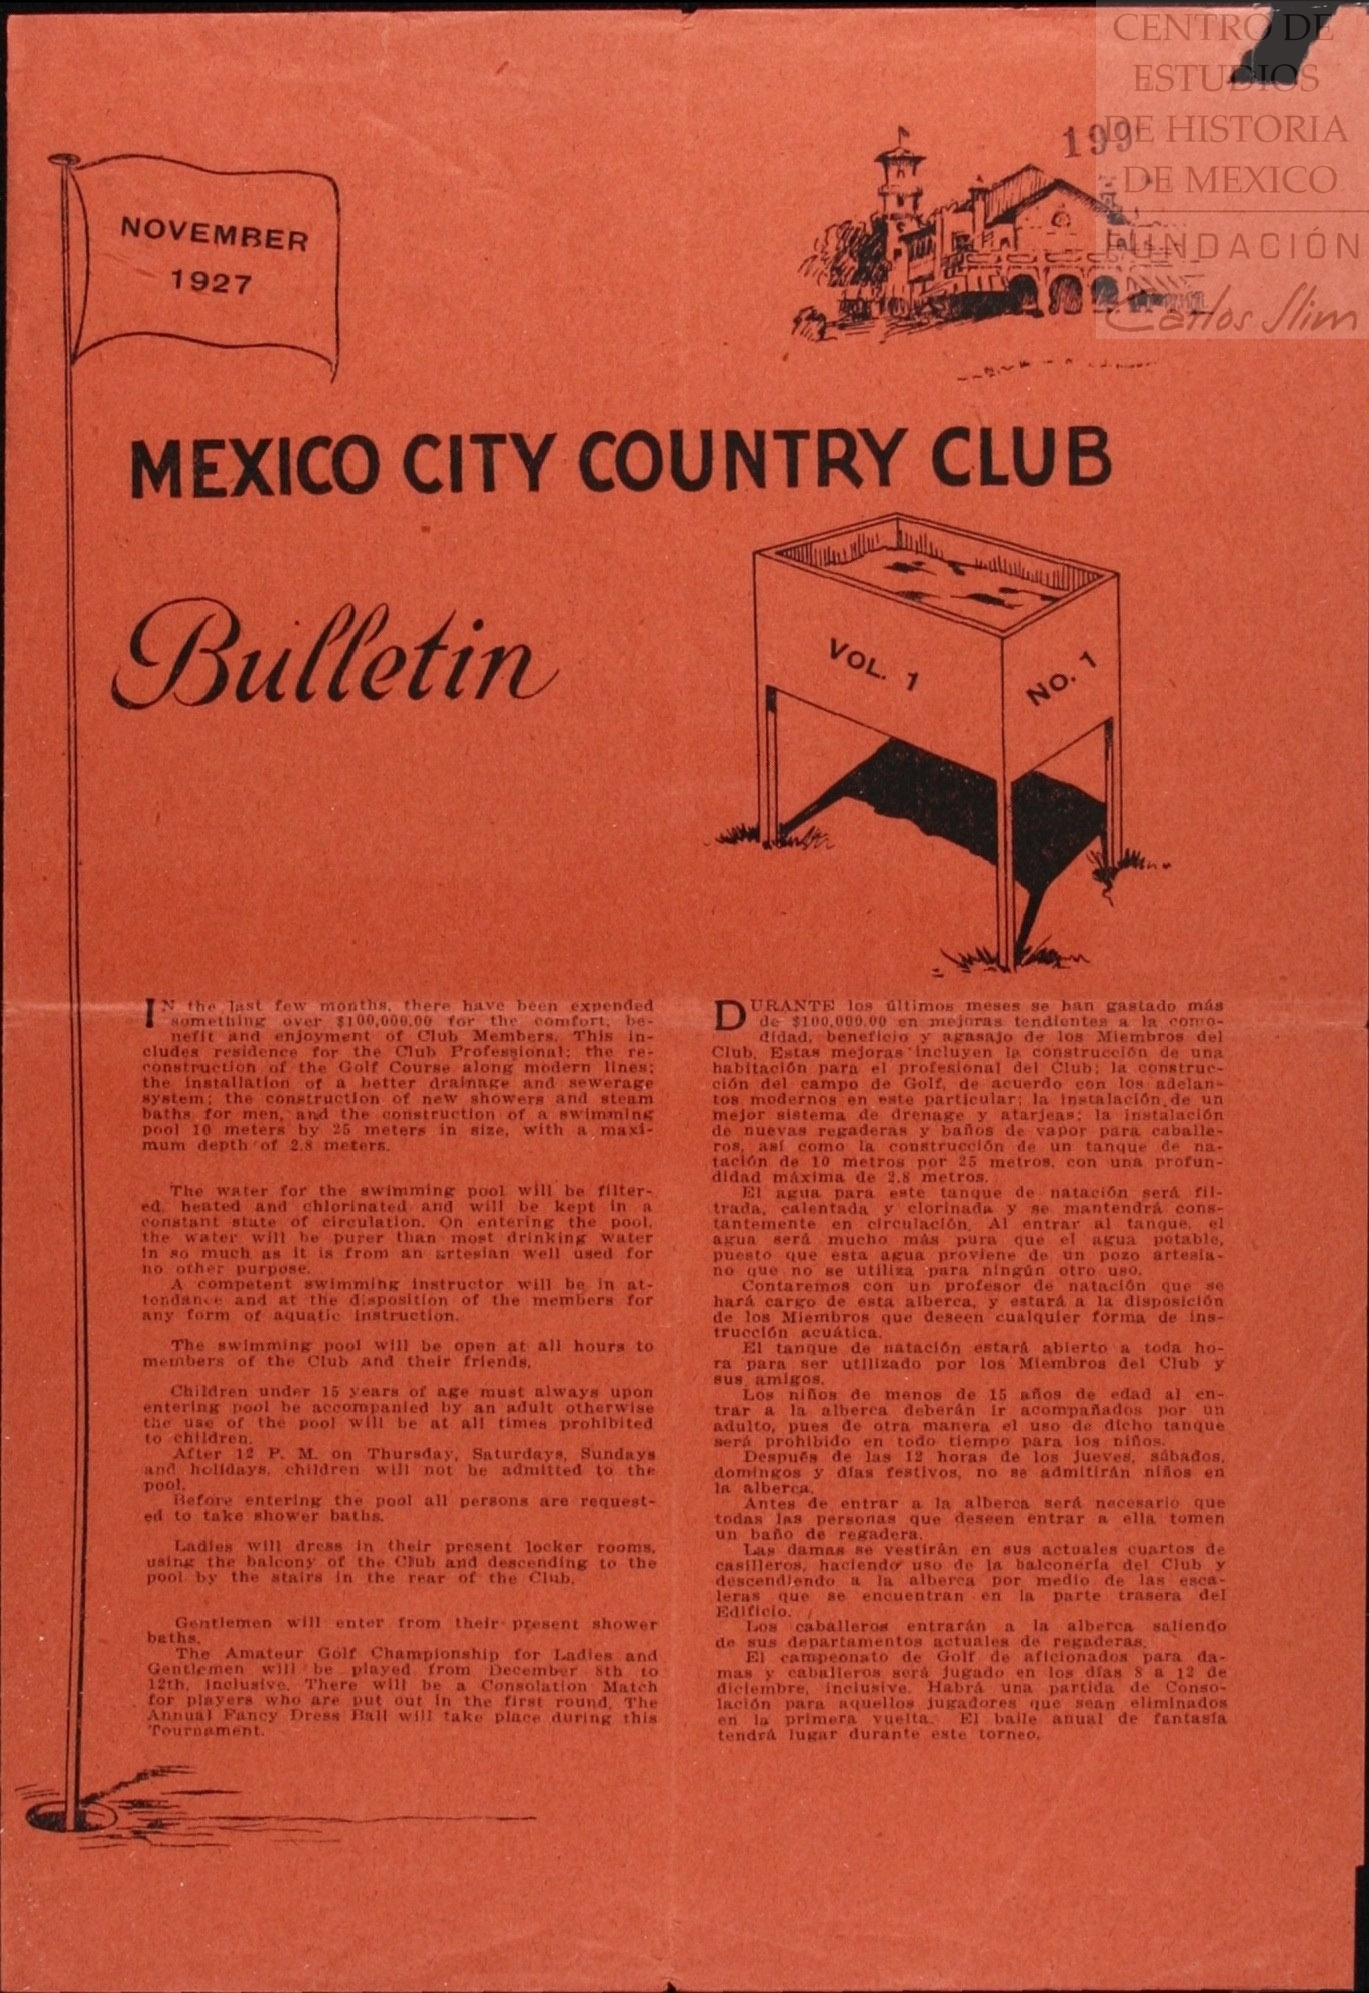 CENTRO DE
ESTUDIOS
DE HISTORIA
DE MEXICO
FUNDACIÓN
Carlos Slim
199
NOVEMBER
1927
MEXICO CITY COUNTRY CLUB
Bulletin
VOL. 1
NO. 1
IN the last few months, there have been expended
something over $100,000.00 for the comfort, be-
nefit and enjoyment of Club Members. This in-
cludes residence for the Club Professional; the re-
construction of the Golf Course along modern lines;
the installation of a better drainage and sewerage
system; the construction of new showers and steam
baths for men, and the construction of a swimming
pool 10 meters by 25 meters in size, with a maxi-
mum depth of 2.8 meters.
The water for the swimming pool will be filter-
ed, heated and chlorinated and will be kept in a
constant state of circulation. On entering the pool,
the water will be purer than most drinking water
in so much as it is from an artesian well used for
no other purpose.
A competent swimming instructor will be in at-
tendance and at the disposition of the members for
any form of aquatic instruction.
The swimming pool will be open at all hours to
members of the Club and their friends.
Children under 15 years of age must always upon
entering pool be accompanied by an adult otherwise
the use of the pool will be at all times prohibited
to children.
After 12 P. M. on Thursday, Saturdays, Sundays
and holidays, children will not be admitted to the
pool.
Before entering the pool all persons are request-
ed to take shower baths.
Ladies will dress in their present locker rooms,
using the balcony of the Club and descending to the
pool by the stairs in the rear of the Club.
Gentlemen will enter from their present shower
baths.
The Amateur Golf Championship for Ladies and
Gentlemen will be played from December 8th to
12th, inclusive. There will be a Consolation Match
for players who are put out in the first round. The
Annual Fancy Dress Ball will take place during this
Tournament.
DURANTE los últimos meses se han gastado más
de $100,000.00 en mejoras tendientes a la como-
didad, beneficio y agasajo de los Miembros del
Club. Estas mejoras incluyen la construcción de una
habitación para el profesional del Club; la construc-
ción del campo de Golf, de acuerdo con los adelan-
tos modernos en este particular; la instalación de un
mejor sistema de drenage y atarjeas; la instalación
de nuevas regaderas y baños de vapor para caballe-
ros, así como la construcción de un tanque de na-
tación de 10 metros por 25 metros, con una profun-
didad máxima de 2.8 metros.
El agua para este tanque de natación será fil-
trada, calentada y clorinada y se mantendrá cons-
tantemente en circulación. Al entrar al tanque, el
agua será mucho más pura que el agua potable,
puesto que esta agua proviene de un pozo artesia-
no que no se utiliza para ningún otro uso.
Contaremos con un profesor de natación que se
hará cargo de esta alberca, y estará a la disposición
de los Miembros que deseen cualquier forma de ins-
trucción acuática.
El tanque de natación estará abierto a toda ho-
ra para ser utilizado por los Miembros del Club y
sus amigos.
Los niños de menos de 15 años de edad al en-
trar a la alberca deberán ir acompañados por un
adulto, pues de otra manera el uso de dicho tanque
será prohibido en todo tiempo para los niños.
Después de las 12 horas de los jueves, sábados,
domingos y días festivos, no se admitirán niños en
la alberca.
Antes de entrar a la alberca será necesario que
todas las personas que deseen entrar a ella tomen
un baño de regadera.
Las damas se vestirán en sus actuales cuartos de
casilleros, haciendo uso de la balconería del Club y
descendiendo a la alberca por medio de las esca-
leras que se encuentran en la parte trasera del
Edificio.
Los caballeros entrarán a la alberca saliendo
de sus departamentos actuales de regaderas.
El campeonato de Golf de aficionados para da-
mas y caballeros será jugado en los días 8 a 12 de
diciembre, inclusive. Habrá una partida de Conso-
lación para aquellos jugadores que sean eliminados
en la primera vuelta. El baile anual de fantasía
tendrá lugar durante este torneo.